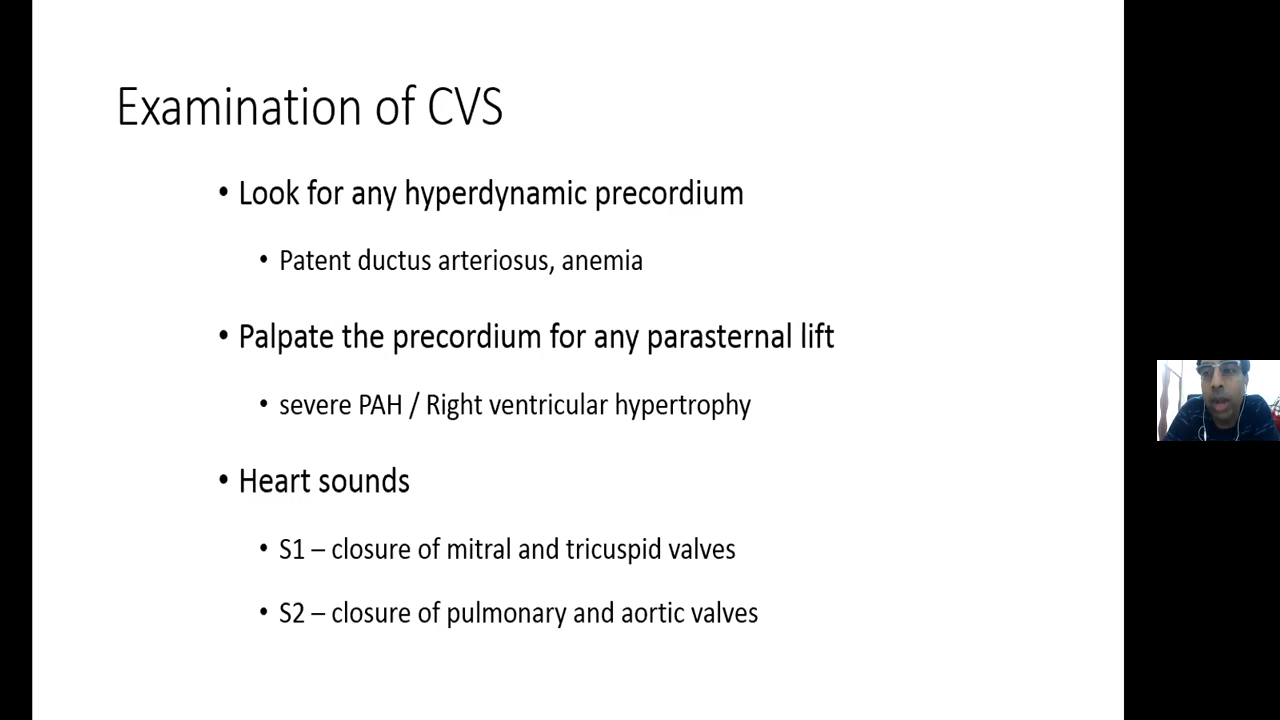 Examination of CVS
• Look for any hyperdynamic precordium
• Patent ductus arteriosus, anemia
• Palpate the precordium for any parasternal lift
• severe PAH / Right ventricular hypertrophy
• Heart sounds
• S1 – closure of mitral and tricuspid valves
• S2 – closure of pulmonary and aortic valves